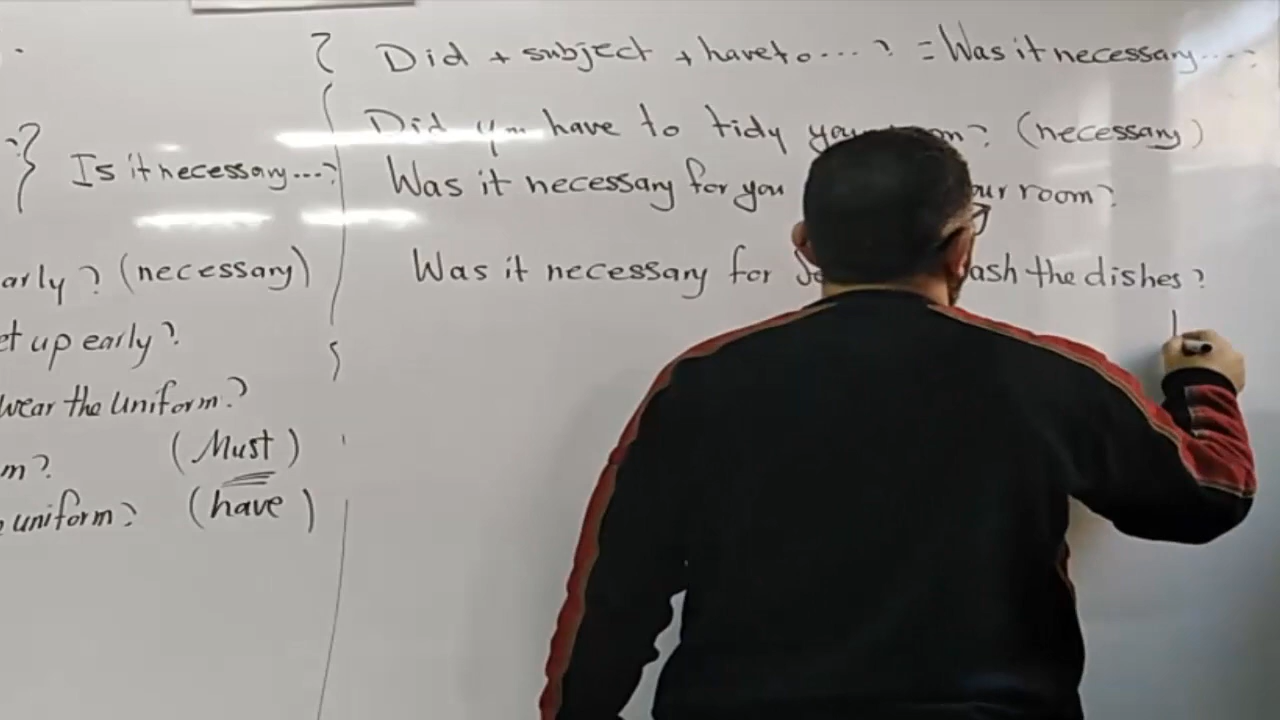 Did + subject + have to ....? = Was it necessary....?
Did you have to tidy your room? (necessary)
Was it necessary for you our room?
Was it necessary for ash the dishes?
Is it necessary...?
arly? (necessary)
et up early?
wear the uniform?
m? (Must)
uniform? (have)